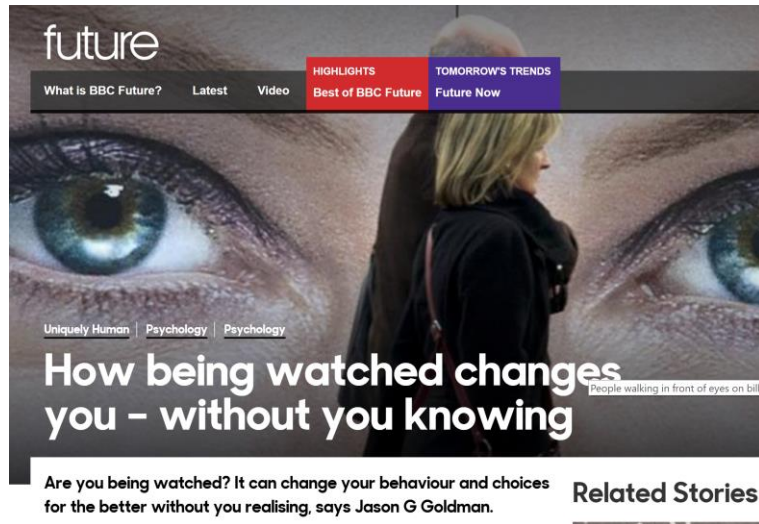 future
What is BBC Future?
Latest
Video
HIGHLIGHTS
Best of BBC Future
TOMORROW'S TRENDS
Future Now
Uniquely Human
Psychology
Psychology
How being watched changes
you – without you knowing
People walking in front of eyes on
Are you being watched? It can change your behaviour and choices
for the better without you realising, says Jason G Goldman.
Related Stories